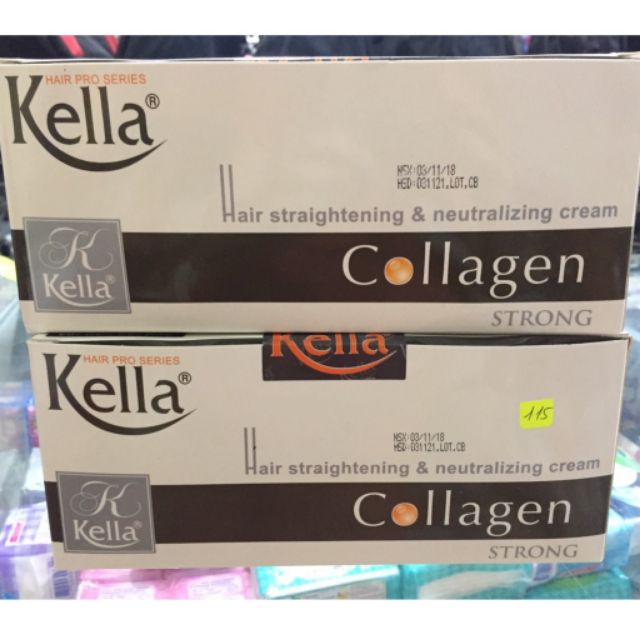 HAIR PRO SERIES
Kella®
NSX:03/11/18
HSD:031121.LOT.CB
Hair straightening & neutralizing cream
K
Kella®
Collagen
STRONG
Kella
HAIR PRO SERIES
Kella®
115
NSX:03/11/18
HSD:031121.LOT.CB
Hair straightening & neutralizing cream
K
Kella®
Collagen
STRONG